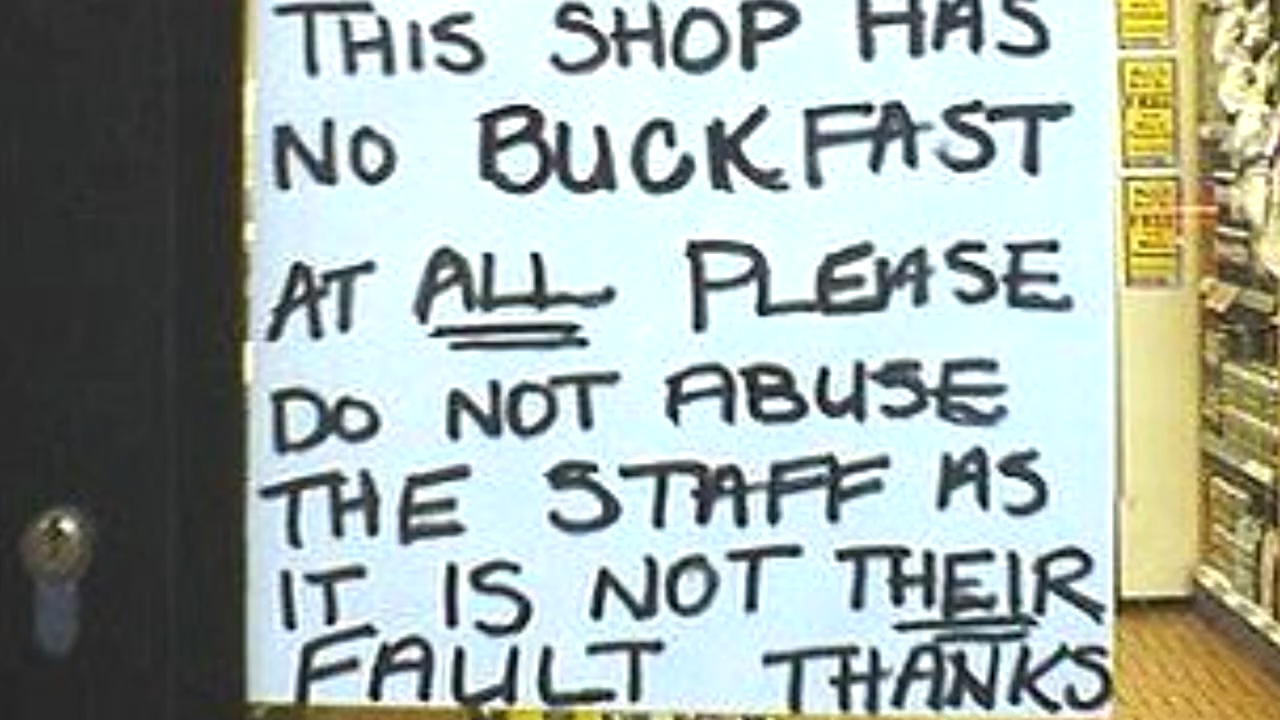 THIS SHOP HAS
NO BUCKFAST
AT ALL PLEASE
DO NOT ABUSE
THE STAFF AS
IT IS NOT THEIR
FAULT THANKS